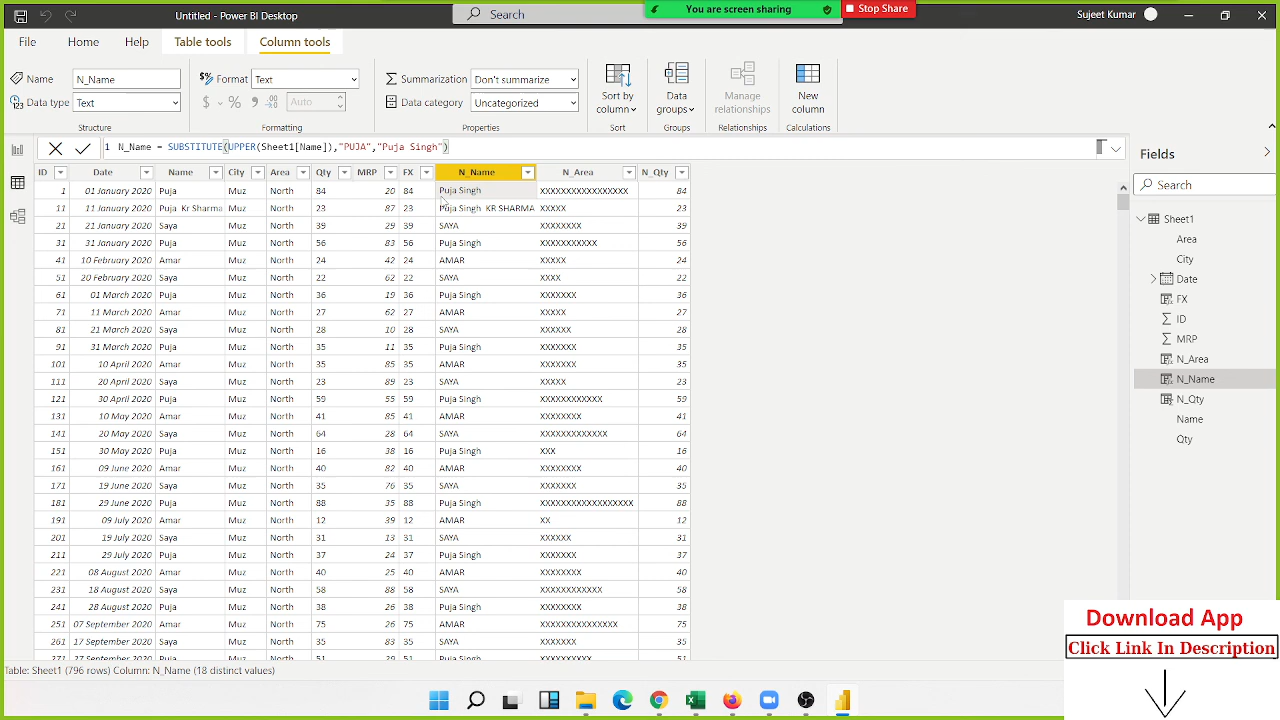 Untitled - Power BI Desktop
Search
You are screen sharing
Stop Share
Sujeet Kumar
File Home Help Table tools Column tools
Name N_Name
Data type Text
Structure
Format Text
$ % Auto
Formatting
Summarization Don't summarize
Data category Uncategorized
Properties
Sort by column
Sort
Data groups
Groups
Manage relationships
Relationships
New column
Calculations
1 N_Name = SUBSTITUTE(UPPER(Sheet1[Name]),"PUJA","Puja Singh")
ID Date Name City Area Qty MRP FX N_Name N_Area N_Qty
1 01 January 2020 Puja Muz North 84 20 84 Puja Singh XXXXXXXXXXXXXXXXX 84
11 11 January 2020 Puja Kr Sharma Muz North 23 87 23 Puja Singh KR SHARMA XXXXX 23
21 21 January 2020 Saya Muz North 39 29 39 SAYA XXXXXXXX 39
31 31 January 2020 Puja Muz North 56 83 56 Puja Singh XXXXXXXXXXX 56
41 10 February 2020 Amar Muz North 24 42 24 AMAR XXXXX 24
51 20 February 2020 Saya Muz North 22 62 22 SAYA XXXX 22
61 01 March 2020 Puja Muz North 36 19 36 Puja Singh XXXXXXX 36
71 11 March 2020 Amar Muz North 27 62 27 AMAR XXXXX 27
81 21 March 2020 Saya Muz North 28 10 28 SAYA XXXXXX 28
91 31 March 2020 Puja Muz North 35 11 35 Puja Singh XXXXXXX 35
101 10 April 2020 Amar Muz North 35 85 35 AMAR XXXXXXX 35
111 20 April 2020 Saya Muz North 23 89 23 SAYA XXXXX 23
121 30 April 2020 Puja Muz North 59 55 59 Puja Singh XXXXXXXXXXXX 59
131 10 May 2020 Amar Muz North 41 85 41 AMAR XXXXXXXX 41
141 20 May 2020 Saya Muz North 64 28 64 SAYA XXXXXXXXXXXXX 64
151 30 May 2020 Puja Muz North 16 38 16 Puja Singh XXX 16
161 09 June 2020 Amar Muz North 40 82 40 AMAR XXXXXXXX 40
171 19 June 2020 Saya Muz North 35 76 35 SAYA XXXXXXX 35
181 29 June 2020 Puja Muz North 88 35 88 Puja Singh XXXXXXXXXXXXXXXXXX 88
191 09 July 2020 Amar Muz North 12 39 12 AMAR XX 12
201 19 July 2020 Saya Muz North 31 13 31 SAYA XXXXXX 31
211 29 July 2020 Puja Muz North 37 24 37 Puja Singh XXXXXXX 37
221 08 August 2020 Amar Muz North 40 25 40 AMAR XXXXXXXX 40
231 18 August 2020 Saya Muz North 58 88 58 SAYA XXXXXXXXXXXX 58
241 28 August 2020 Puja Muz North 38 26 38 Puja Singh XXXXXXXX 38
251 07 September 2020 Amar Muz North 75 26 75 AMAR XXXXXXXXXXXXXXX 75
261 17 September 2020 Saya Muz North 35 83 35 SAYA XXXXXXX 35
271 27 September 2020 Puja Muz North 51 29 51 Puja Singh 51
Table: Sheet1 (796 rows) Column: N_Name (18 distinct values)
Fields
Search
Sheet1
Area
City
Date
FX
ID
MRP
N_Area
N_Name
N_Qty
Name
Qty
Download App
Click Link In Description